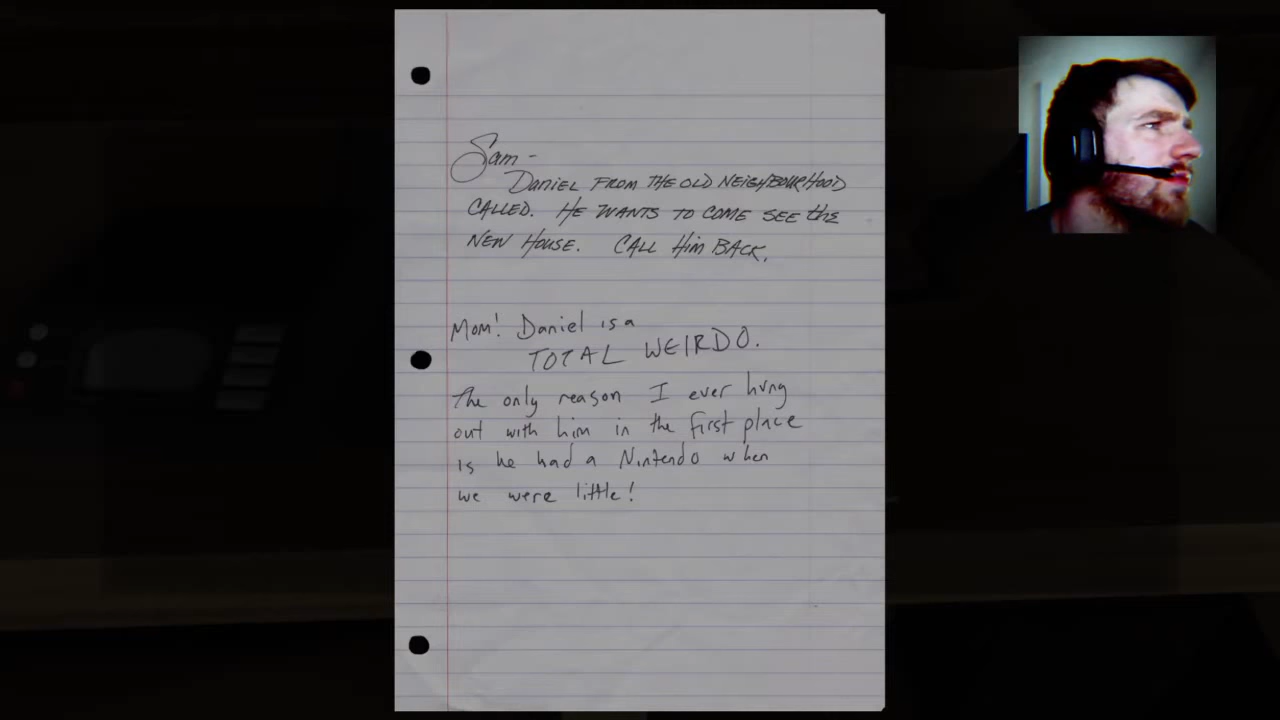 Sam -
DANIEL FROM THE OLD NEIGHBOURHOOD
CALLED. HE WANTS TO COME SEE the
NEW HOUSE. CALL HIM BACK.
Mom! Daniel is a
TOTAL WEIRDO.
The only reason I ever hung
out with him in the first place
is he had a Nintendo when
we were little!